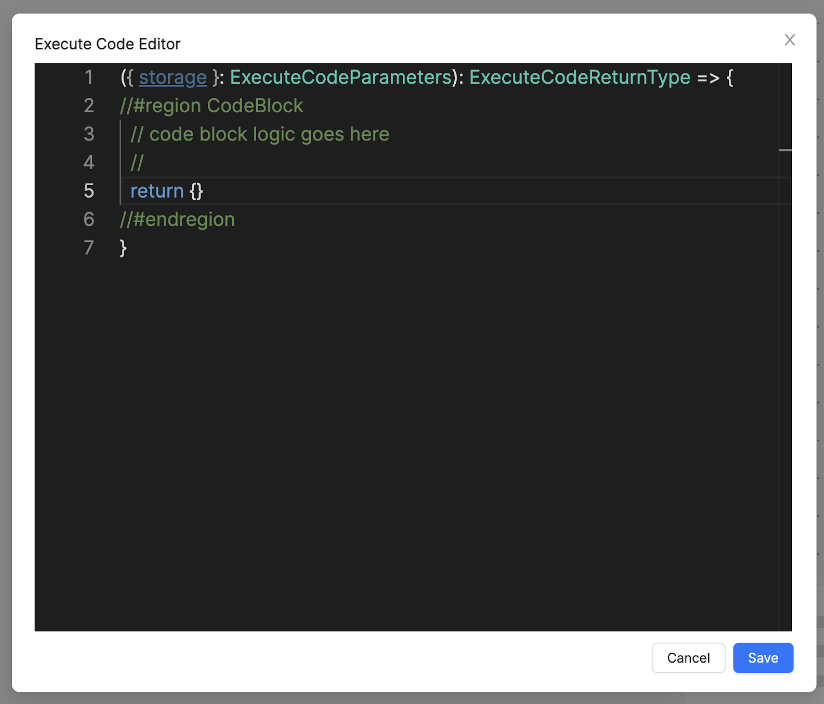 Execute Code Editor
1 ({ storage }: ExecuteCodeParameters): ExecuteCodeReturnType => {
2 //#region CodeBlock
3 // code block logic goes here
4 //
5 return {}
6 //#endregion
7 }
Cancel Save